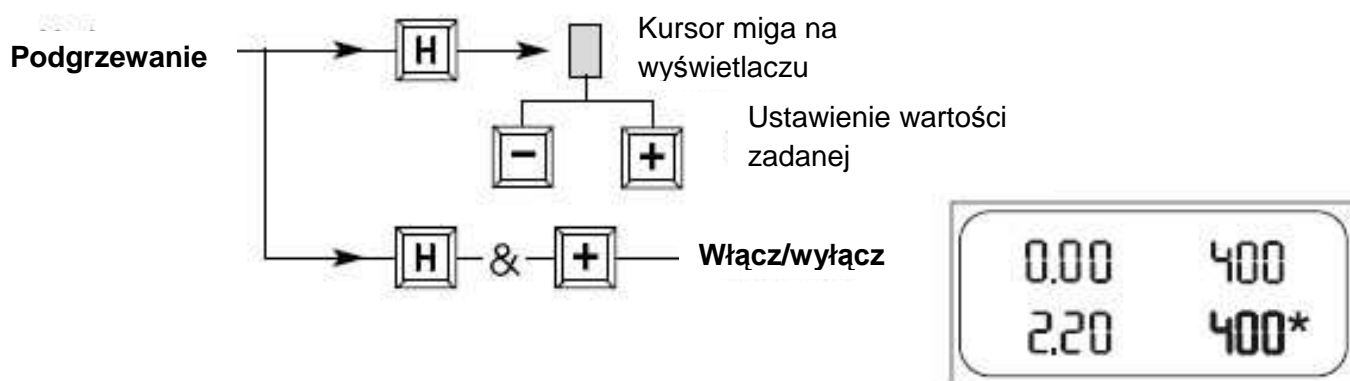 Podgrzewanie
H
Kursor miga na
wyświetlaczu
- +
Ustawienie wartości
zadanej
H & + Włącz/wyłącz
0.00 400
2.20 400*